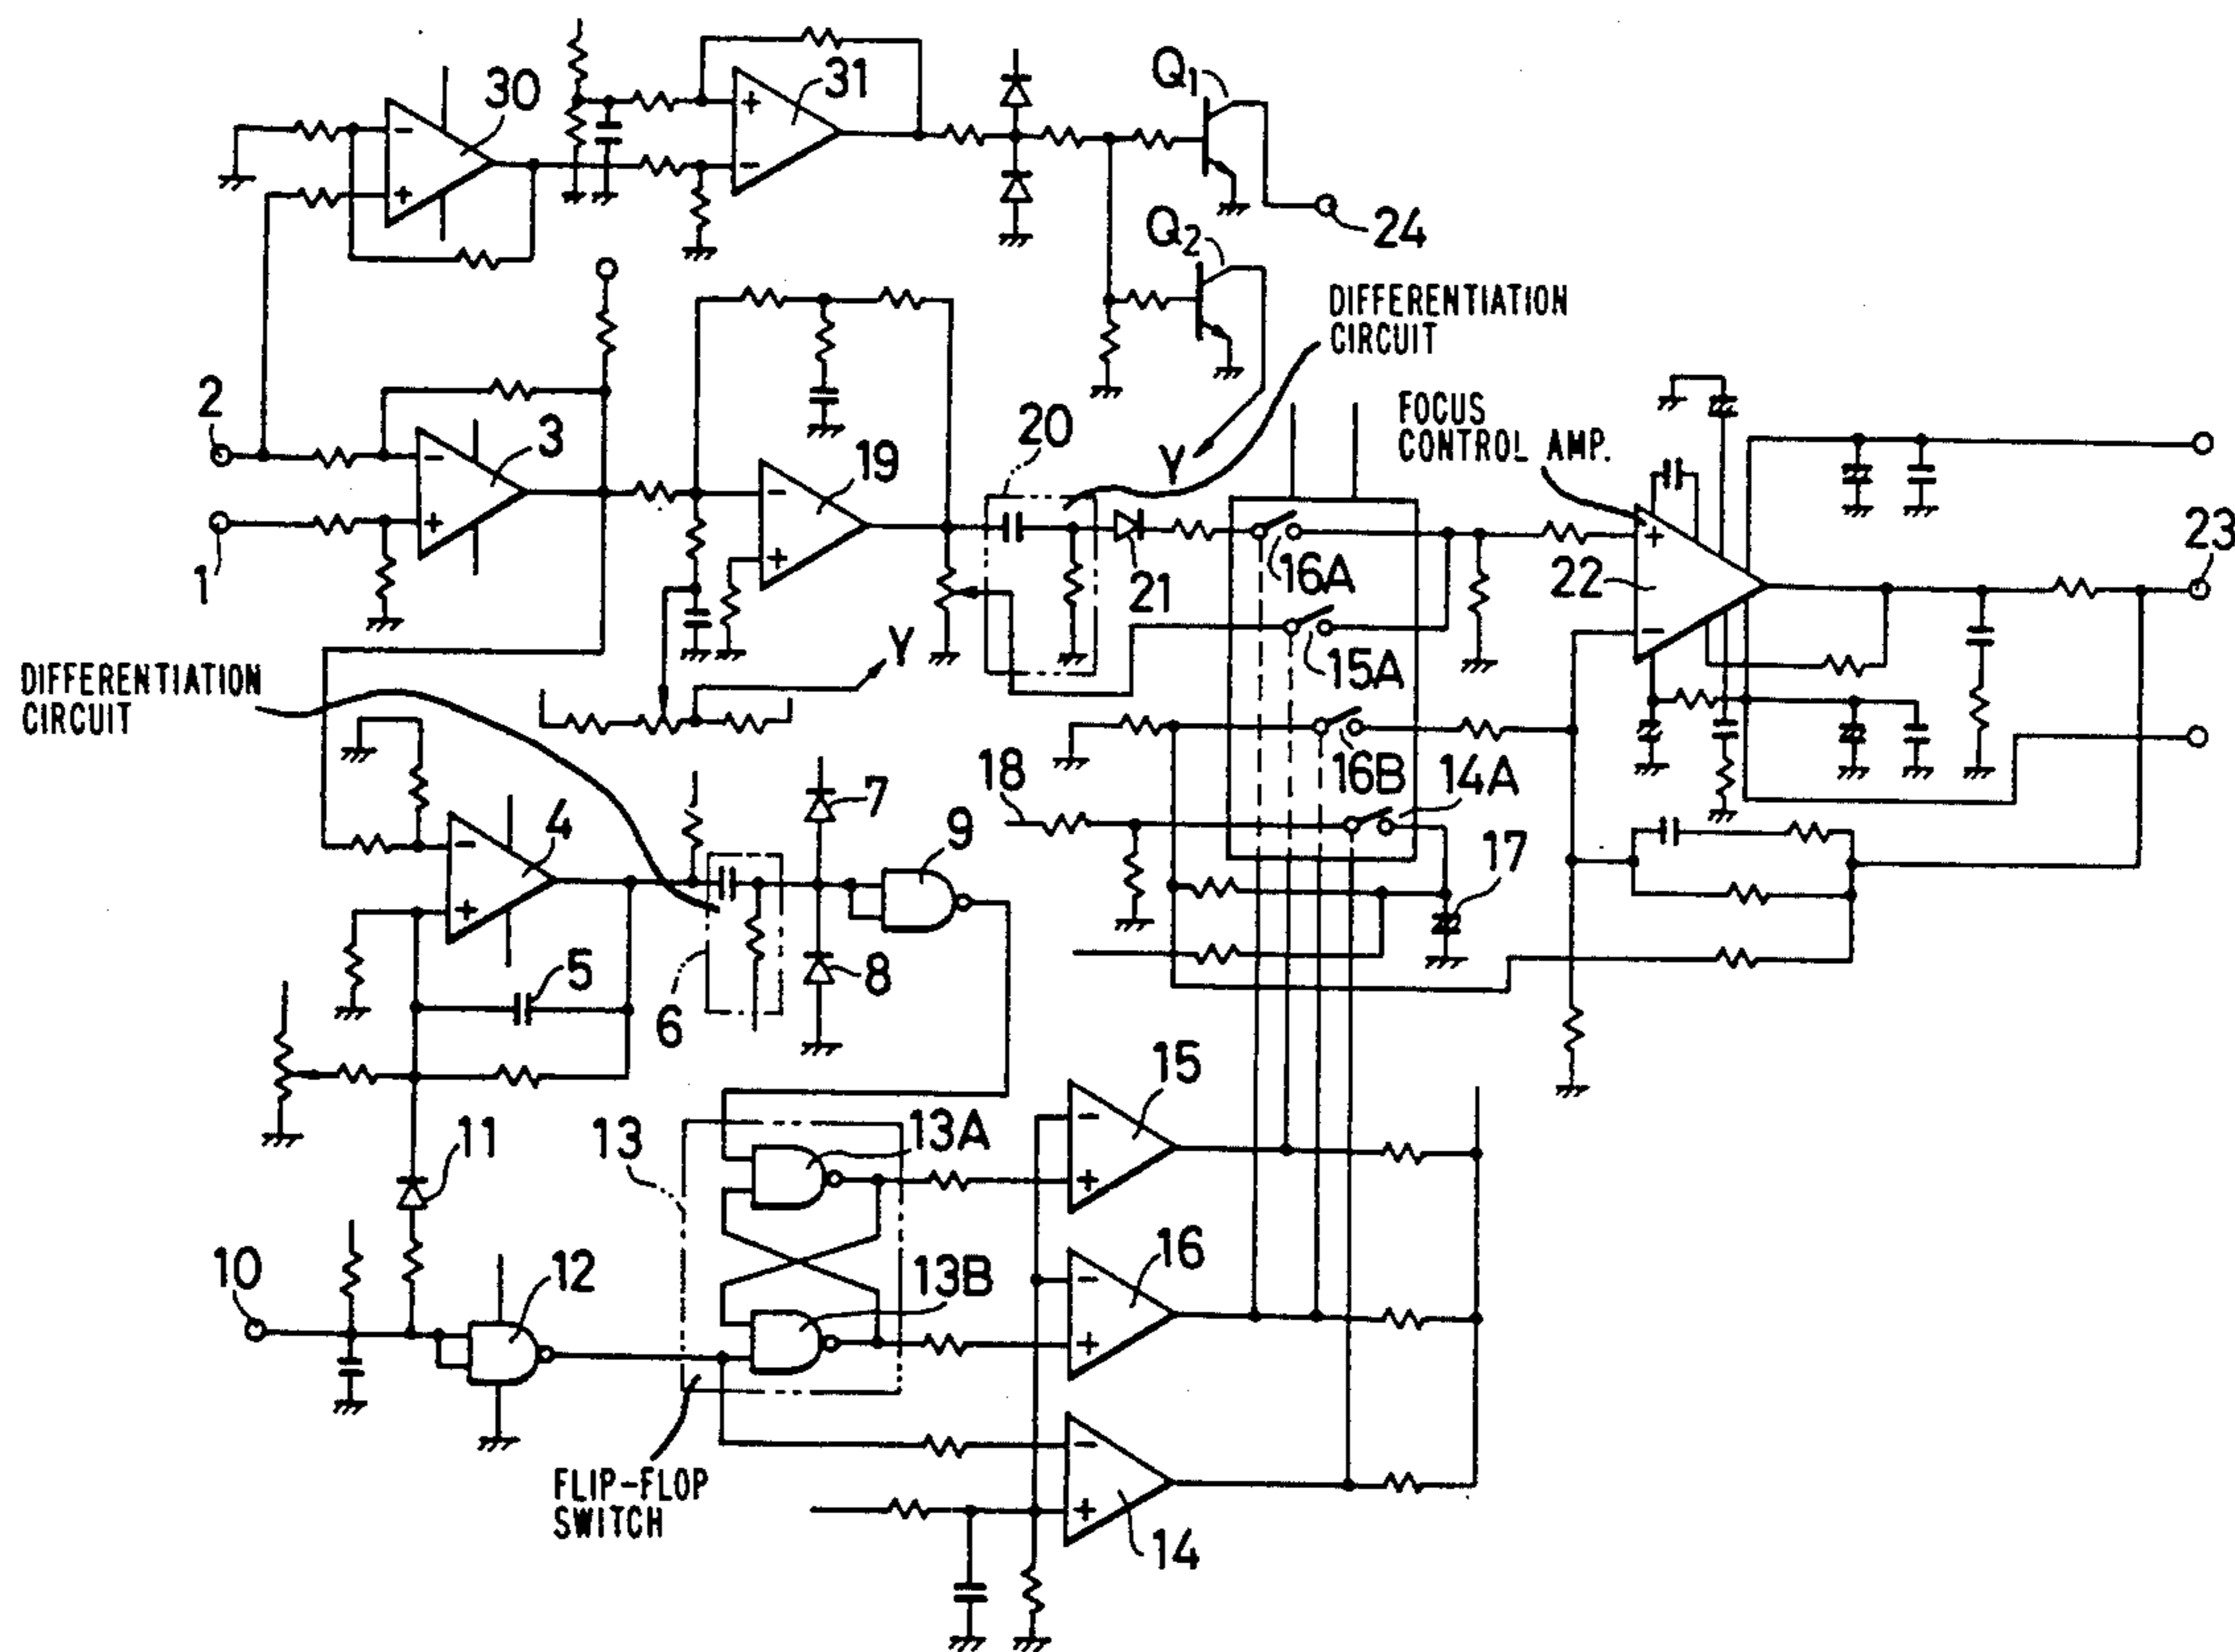 30
31
Q1
24
Q2
DIFFERENTIATION
CIRCUIT
2
3
1
19
20
Y
FOCUS
CONTROL AMP.
21
16A
15A
22
23
DIFFERENTIATION
CIRCUIT
Y
16B
14A
18
17
4
5
6
7
8
9
10
11
12
13
13A
13B
15
16
14
FLIP-FLOP
SWITCH